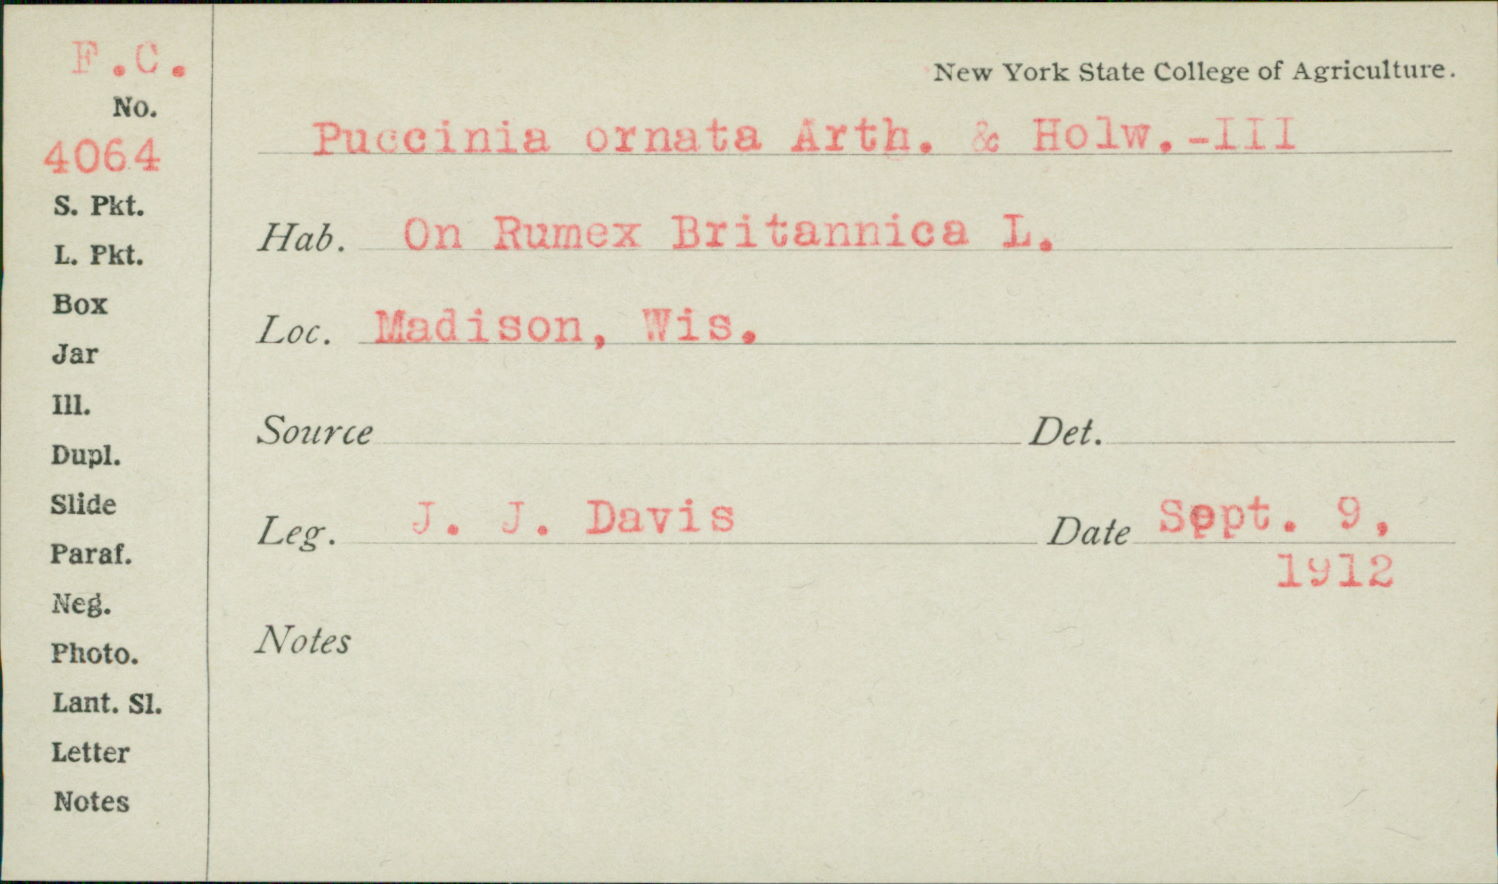 F.C.
No.
4064
S. Pkt.
L. Pkt.
Box
Jar
Ill.
Dupl.
Slide
Paraf.
Neg.
Photo.
Lant. Sl.
Letter
Notes
New York State College of Agriculture.
Puccinia ornata Arth. & Holw.-III
Hab. On Rumex Britannica L.
Loc. Madison, Wis.
Source Det.
Leg. J. J. Davis Date Sept. 9,
1912
Notes